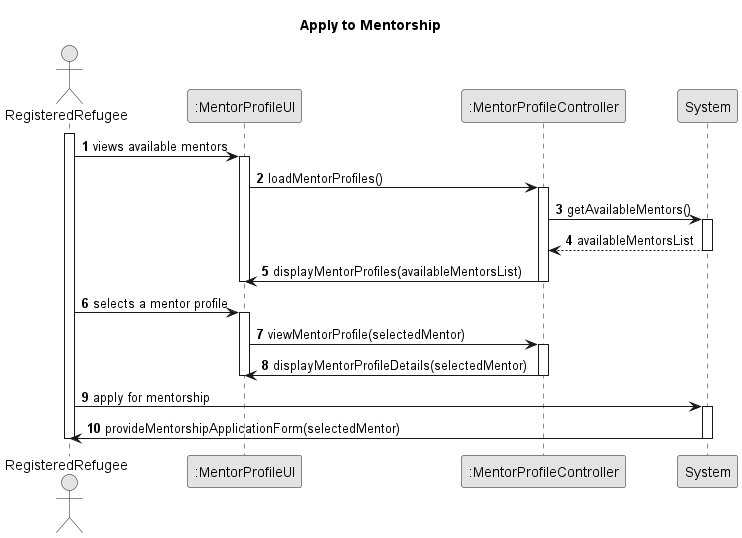 Apply to Mentorship
RegisteredRefugee
:MentorProfileUI
:MentorProfileController
System
1 views available mentors
2 loadMentorProfiles()
3 getAvailableMentors()
4 availableMentorsList
5 displayMentorProfiles(availableMentorsList)
6 selects a mentor profile
7 viewMentorProfile(selectedMentor)
8 displayMentorProfileDetails(selectedMentor)
9 apply for mentorship
10 provideMentorshipApplicationForm(selectedMentor)
RegisteredRefugee
:MentorProfileUI
:MentorProfileController
System